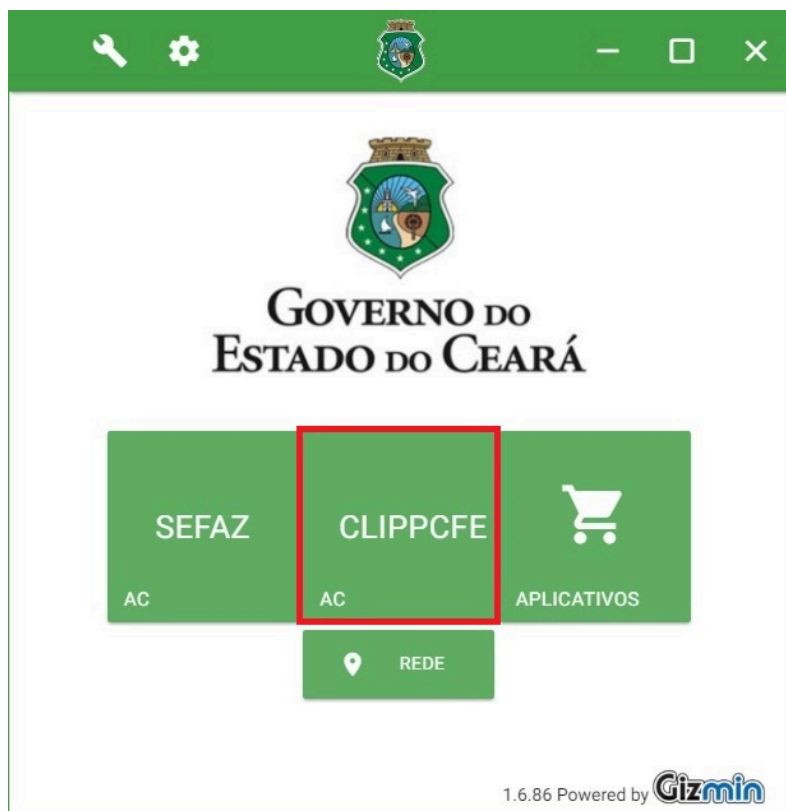 GOVERNO DO
ESTADO DO CEARÁ
SEFAZ
AC
CLIPPCFE
AC
APLICATIVOS
REDE
1.6.86 Powered by Gizmin